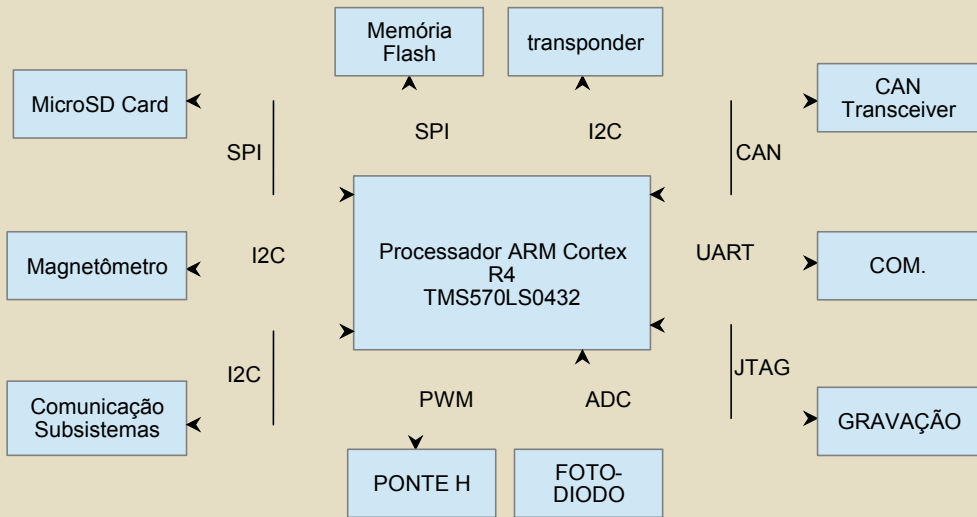 Memória
Flash
transponder
MicroSD Card
CAN
Transceiver
SPI
I2C
SPI
CAN
Processador ARM Cortex
R4
TMS570LS0432
Magnetômetro
I2C
UART
COM.
I2C
JTAG
PWM
ADC
Comunicação
Subsistemas
GRAVAÇÃO
PONTE H
FOTO-
DIODO